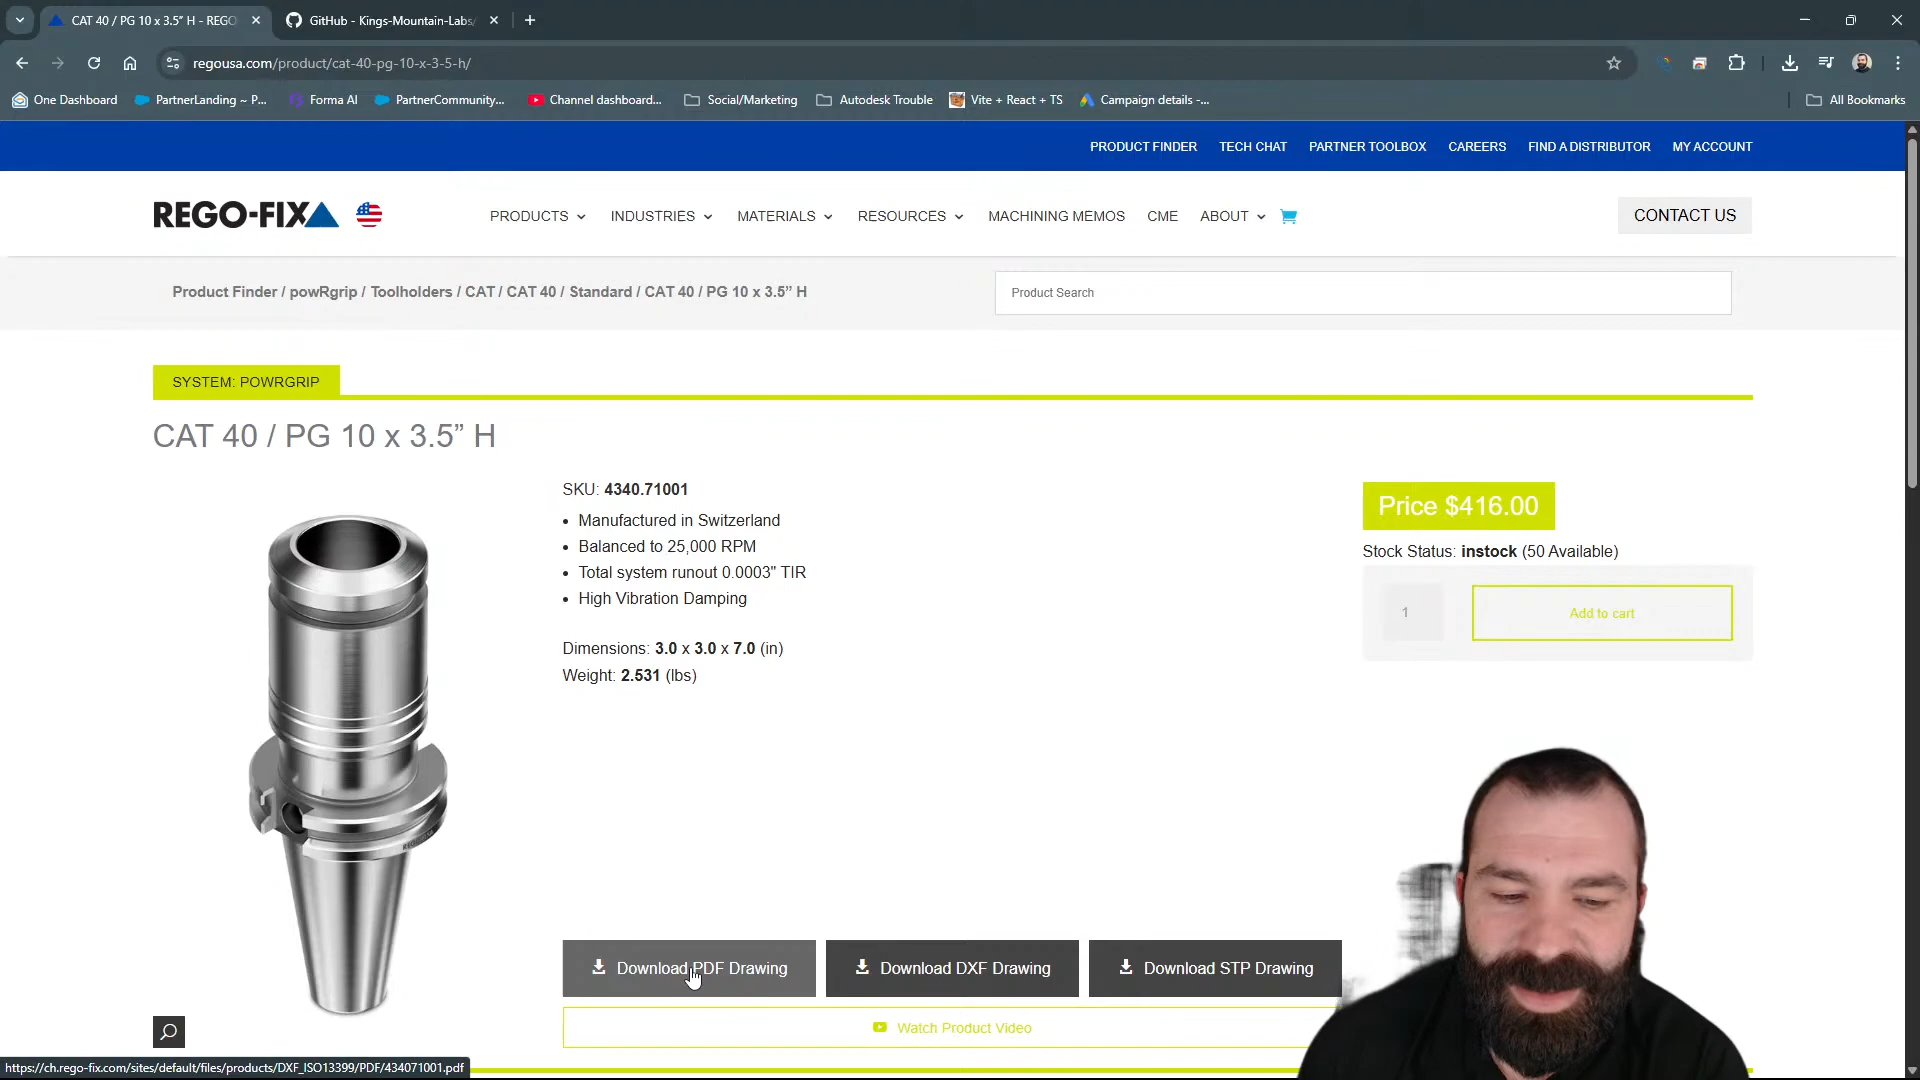 CAT 40 / PG 10 x 3.5" H - REGO
GitHub - Kings-Mountain-Labs/
regousa.com/product/cat-40-pg-10-x-3-5-h/
One Dashboard
PartnerLanding ~ P...
Forma AI
PartnerCommunity...
Channel dashboard...
Social/Marketing
Autodesk Trouble
Vite + React + TS
Campaign details -...
All Bookmarks
PRODUCT FINDER TECH CHAT PARTNER TOOLBOX CAREERS FIND A DISTRIBUTOR MY ACCOUNT
REGO-FIX
PRODUCTS INDUSTRIES MATERIALS RESOURCES MACHINING MEMOS CME ABOUT
CONTACT US
Product Finder / powRgrip / Toolholders / CAT / CAT 40 / Standard / CAT 40 / PG 10 x 3.5” H
Product Search
SYSTEM: POWRGRIP
CAT 40 / PG 10 x 3.5” H
SKU: 4340.71001
Manufactured in Switzerland
Balanced to 25,000 RPM
Total system runout 0.0003" TIR
High Vibration Damping
Dimensions: 3.0 x 3.0 x 7.0 (in)
Weight: 2.531 (lbs)
Price $416.00
Stock Status: instock (50 Available)
1
Add to cart
Download PDF Drawing
Download DXF Drawing
Download STP Drawing
Watch Product Video
https://ch.rego-fix.com/sites/default/files/products/DXF_ISO13399/PDF/434071001.pdf